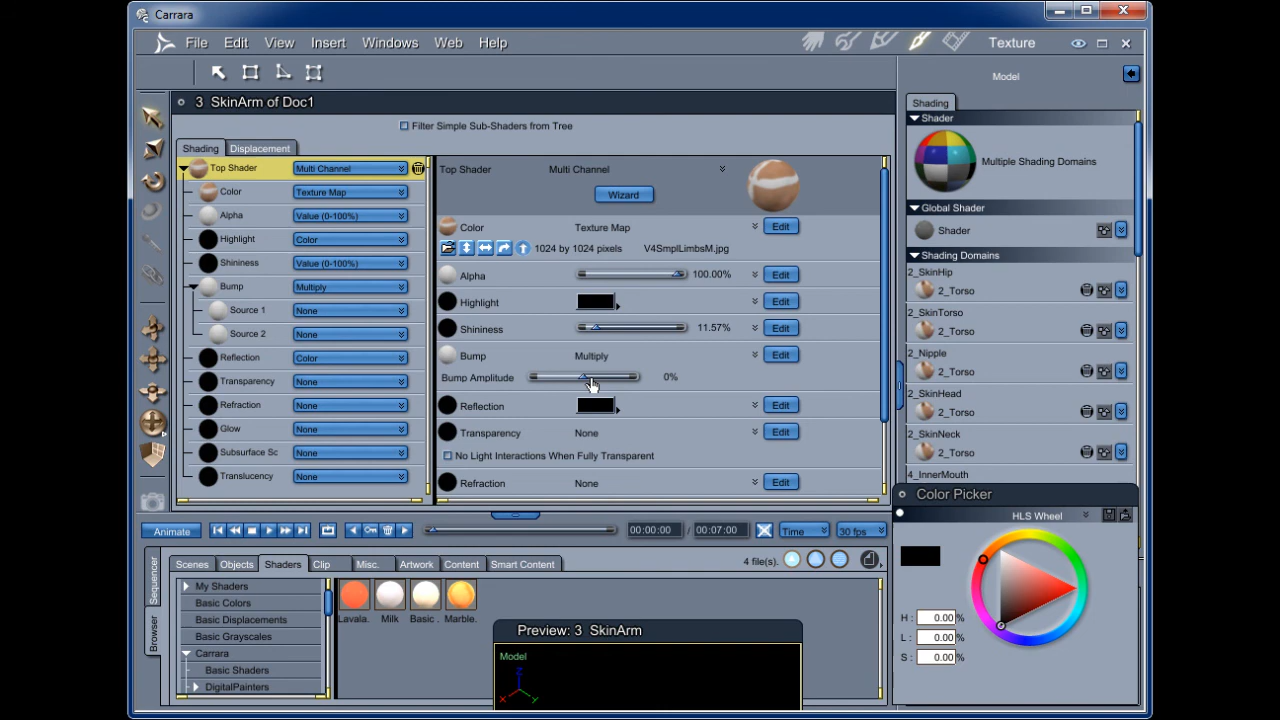 Carrara
File Edit View Insert Windows Web Help
Texture
Model
3 SkinArm of Doc1
Filter Simple Sub-Shaders from Tree
Shading Displacement
Top Shader Multi Channel
Color Texture Map
Alpha Value (0-100%)
Highlight Color
Shininess Value (0-100%)
Bump Multiply
Source 1 None
Source 2 None
Reflection Color
Transparency None
Refraction None
Glow None
Subsurface Sc None
Translucency None
Top Shader Multi Channel
Wizard
Color Texture Map Edit
1024 by 1024 pixels V4SmplLimbsM.jpg
Alpha 100.00% Edit
Highlight Edit
Shininess 11.57% Edit
Bump Multiply Edit
Bump Amplitude 0%
Reflection Edit
Transparency None Edit
No Light Interactions When Fully Transparent
Refraction None Edit
Shading
Shader
Multiple Shading Domains
Global Shader
Shader
Shading Domains
2_SkinHip
2_Torso
2_SkinTorso
2_Torso
2_Nipple
2_Torso
2_SkinHead
2_Torso
2_SkinNeck
2_Torso
4_InnerMouth
Color Picker
HLS Wheel
H : 0.00 %
L : 0.00 %
S : 0.00 %
Animate 00:00:00 / 00:07:00 Time 30 fps
Sequencer
Browser
Scenes Objects Shaders Clip Misc. Artwork Content Smart Content 4 file(s).
My Shaders
Basic Colors
Basic Displacements
Basic Grayscales
Carrara
Basic Shaders
DigitalPainters
Lavala. Milk Basic . Marble.
Preview: 3 SkinArm
Model
Z
X Y